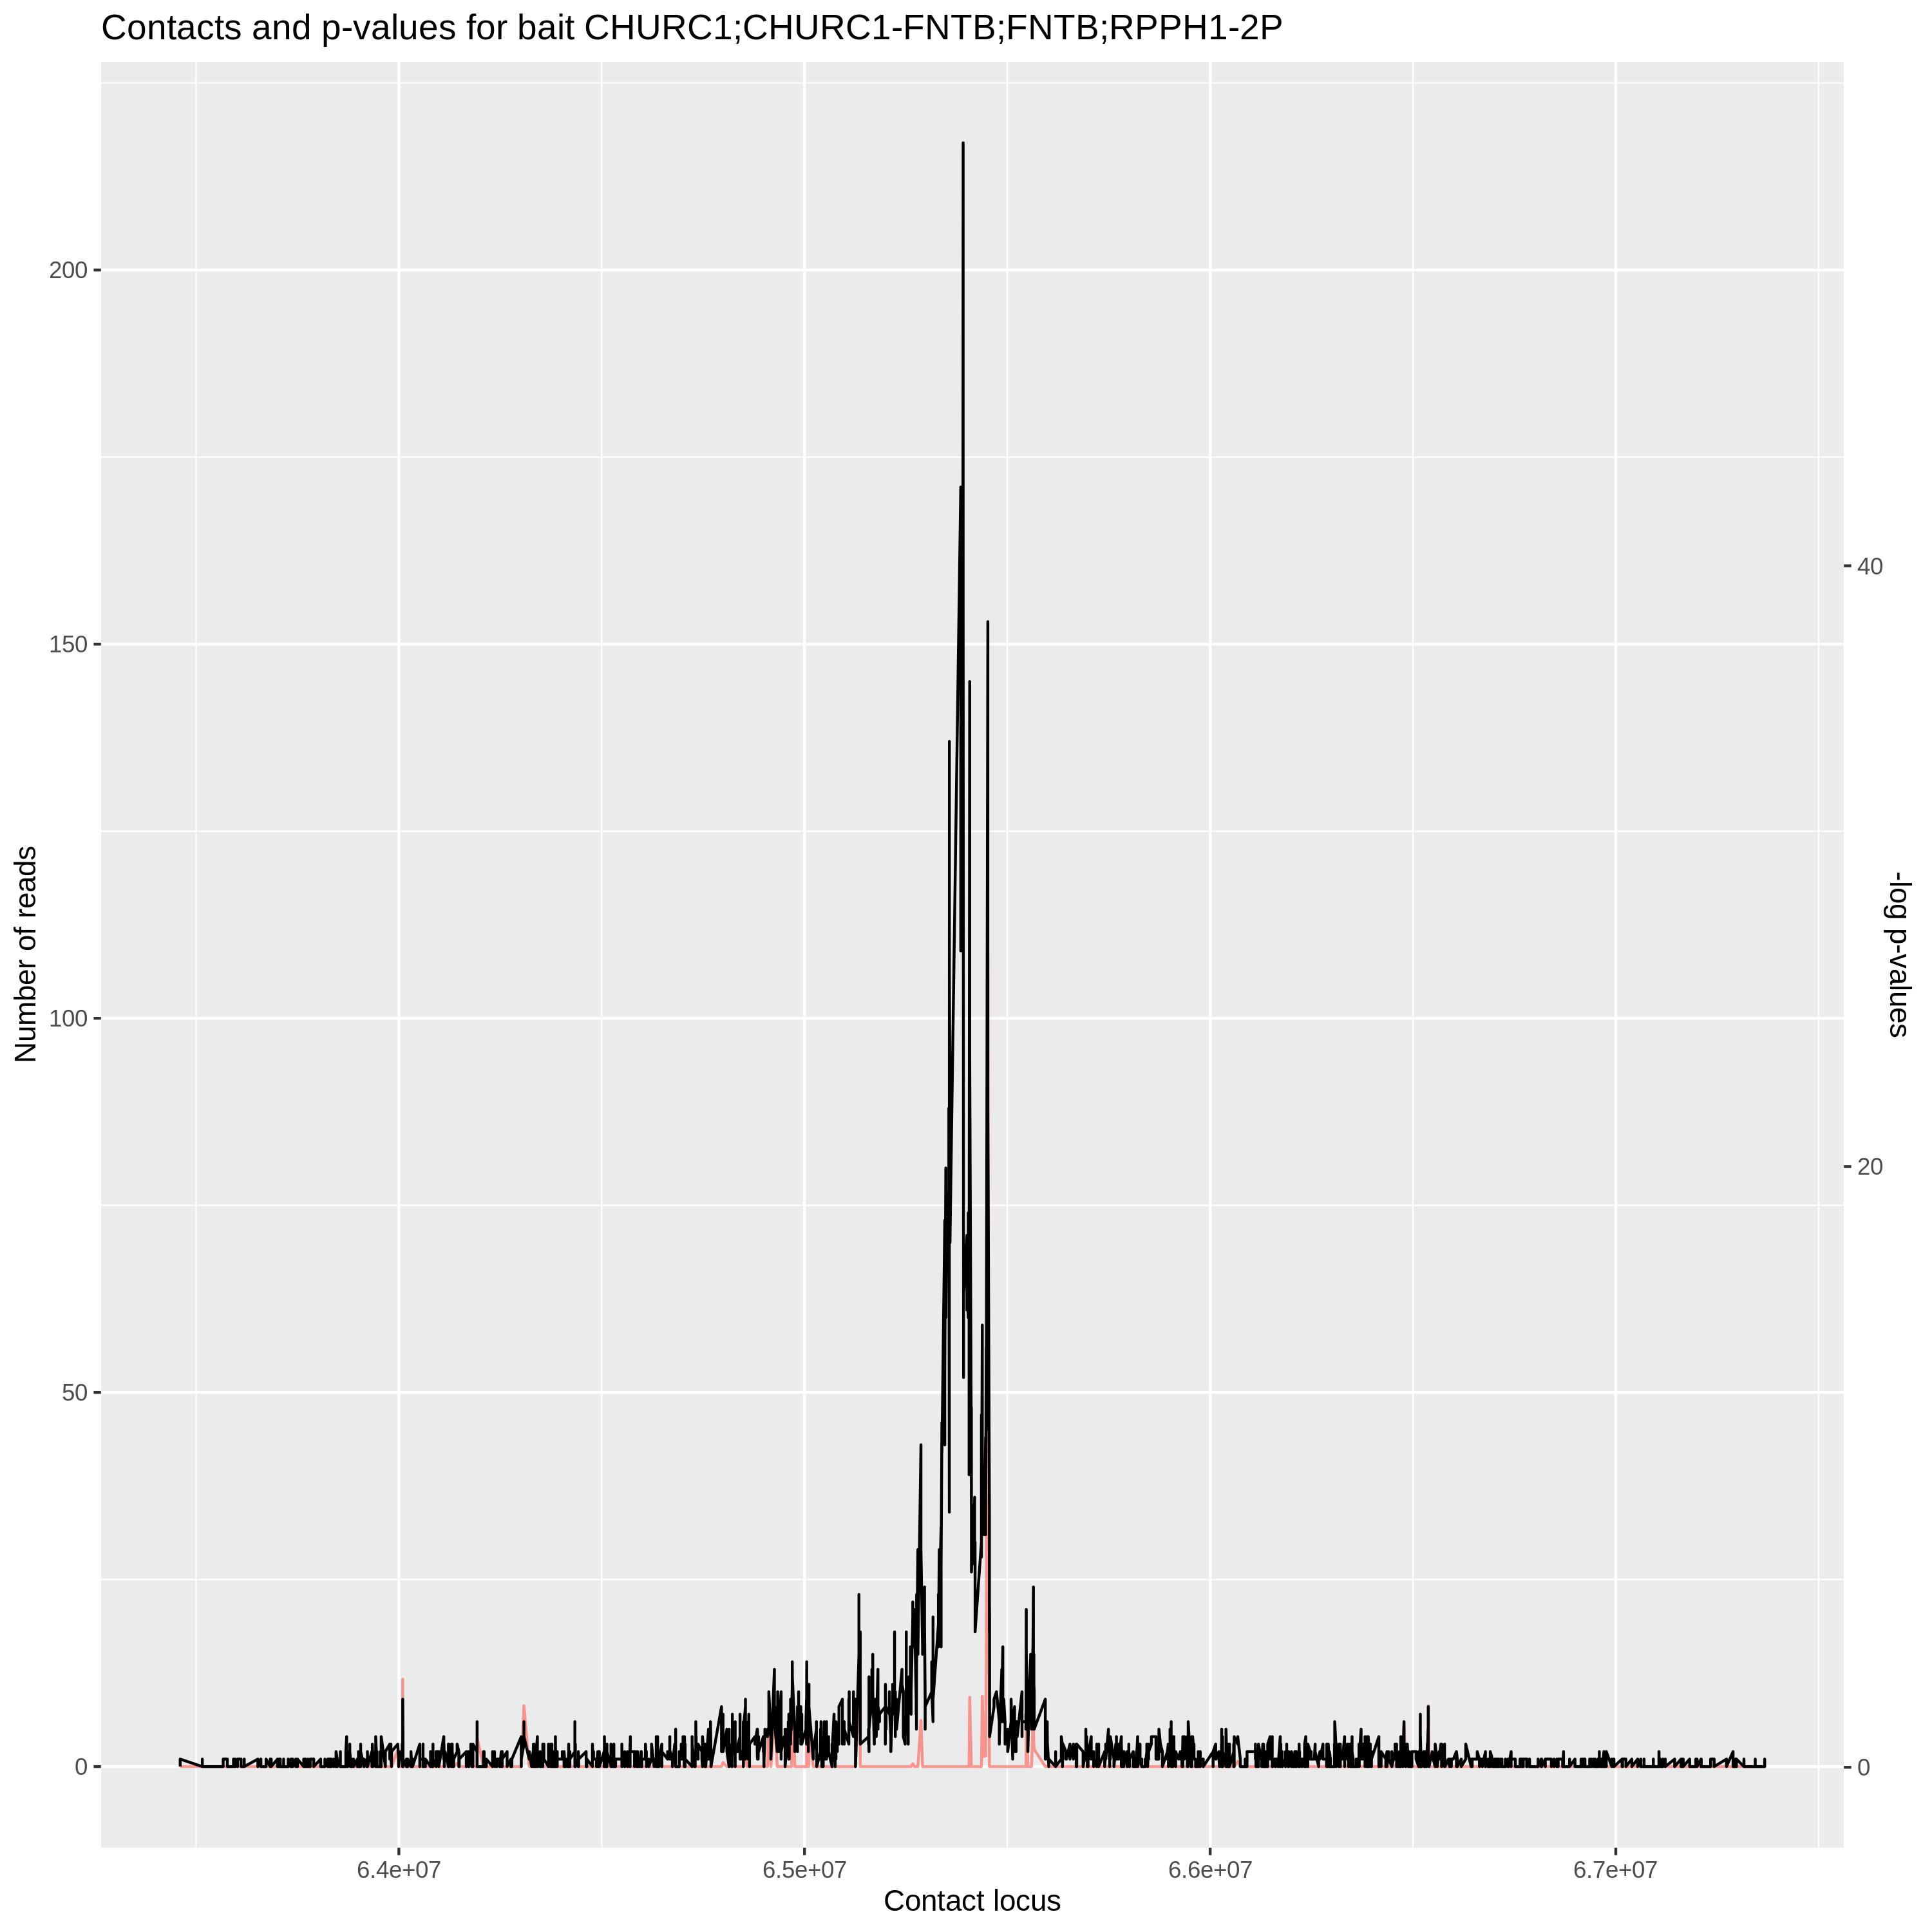 Contacts and p-values for bait CHURC1;CHURC1-FNTB;FNTB;RPPH1-2P
200
150
100
50
0
Number of reads
40
20
0
-log p-values
6.4e+07 6.5e+07 6.6e+07 6.7e+07
Contact locus